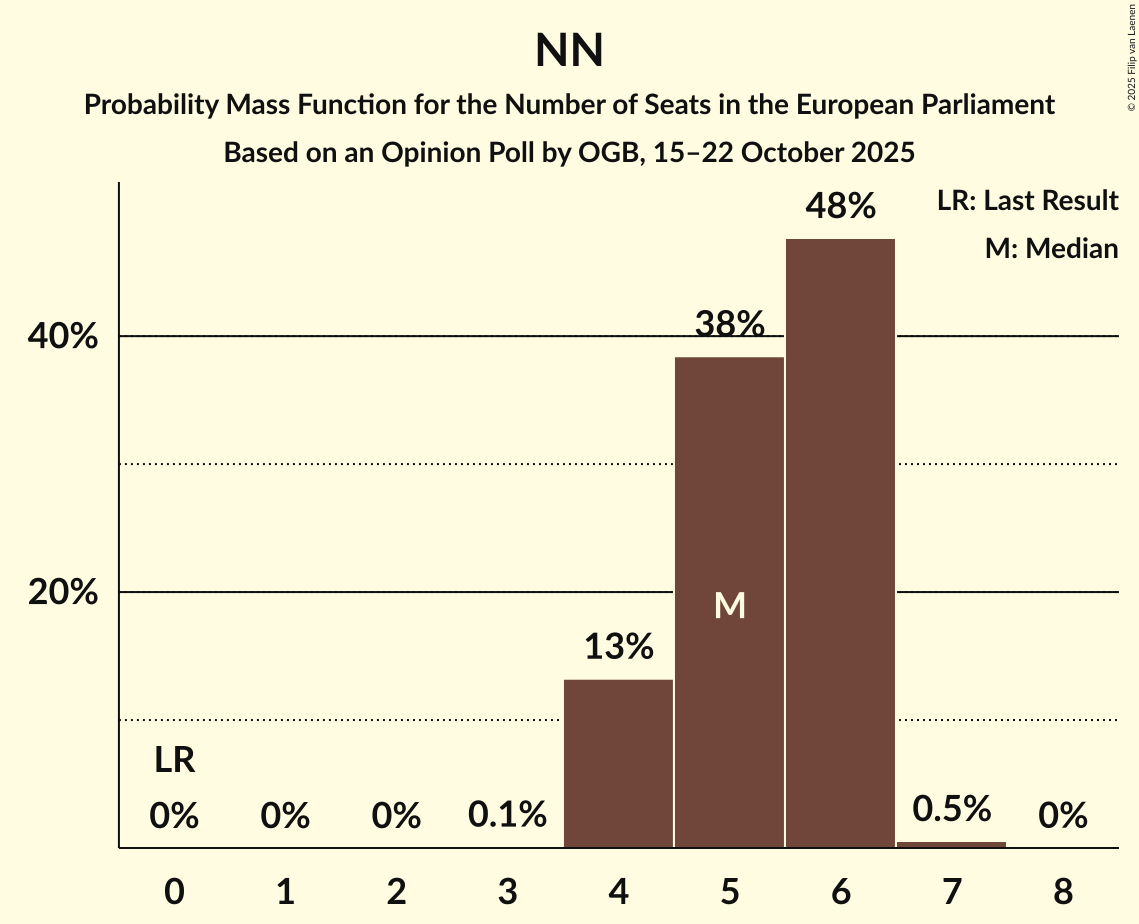 NN
Probability Mass Function for the Number of Seats in the European Parliament
Based on an Opinion Poll by OGB, 15–22 October 2025
© 2025 Filip van Laenen
LR: Last Result
M: Median
48%
38%
40%
20%
M
13%
LR
0%
0%
0%
0.1%
0.5%
0%
0
1
2
3
4
5
6
7
8